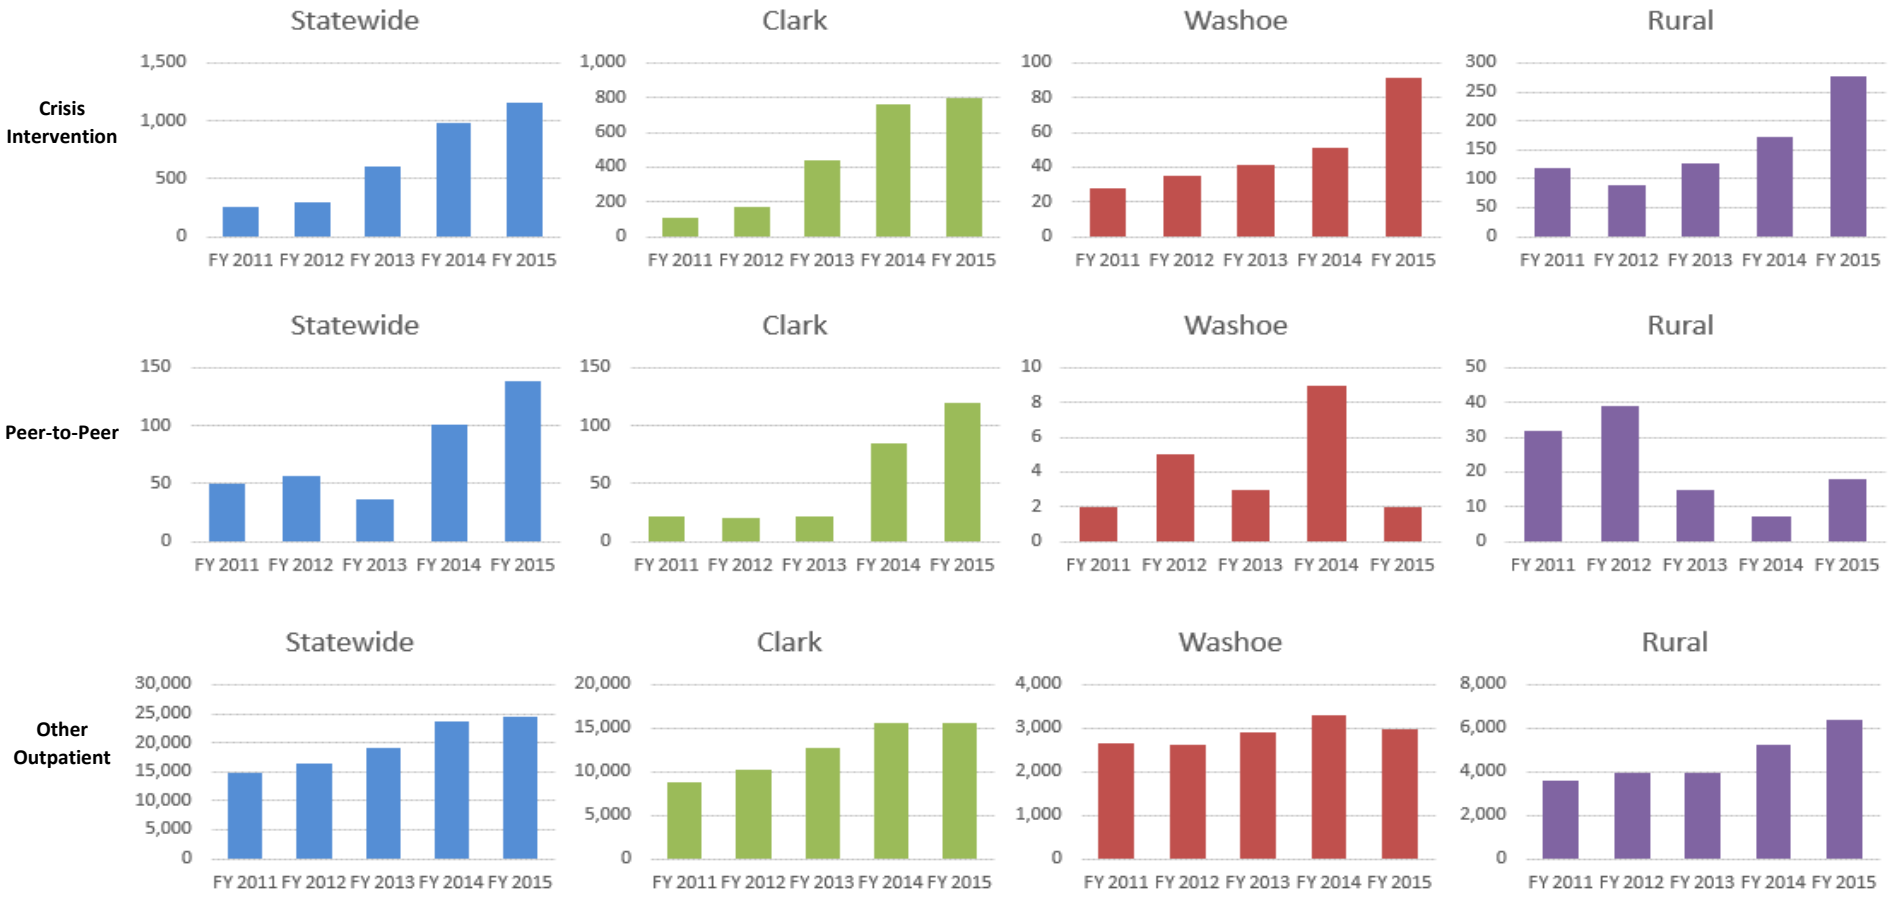 Statewide
Clark
Washoe
Rural
Crisis
Intervention
1,500
1,000
500
0
FY 2011 FY 2012 FY 2013 FY 2014 FY 2015
1,000
800
600
400
200
0
FY 2011 FY 2012 FY 2013 FY 2014 FY 2015
100
80
60
40
20
0
FY 2011 FY 2012 FY 2013 FY 2014 FY 2015
300
250
200
150
100
50
0
FY 2011 FY 2012 FY 2013 FY 2014 FY 2015
Statewide
Clark
Washoe
Rural
Peer-to-Peer
150
100
50
0
FY 2011 FY 2012 FY 2013 FY 2014 FY 2015
150
100
50
0
FY 2011 FY 2012 FY 2013 FY 2014 FY 2015
10
8
6
4
2
0
FY 2011 FY 2012 FY 2013 FY 2014 FY 2015
50
40
30
20
10
0
FY 2011 FY 2012 FY 2013 FY 2014 FY 2015
Statewide
Clark
Washoe
Rural
Other
Outpatient
30,000
25,000
20,000
15,000
10,000
5,000
0
FY 2011 FY 2012 FY 2013 FY 2014 FY 2015
20,000
15,000
10,000
5,000
0
FY 2011 FY 2012 FY 2013 FY 2014 FY 2015
4,000
3,000
2,000
1,000
0
FY 2011 FY 2012 FY 2013 FY 2014 FY 2015
8,000
6,000
4,000
2,000
0
FY 2011 FY 2012 FY 2013 FY 2014 FY 2015